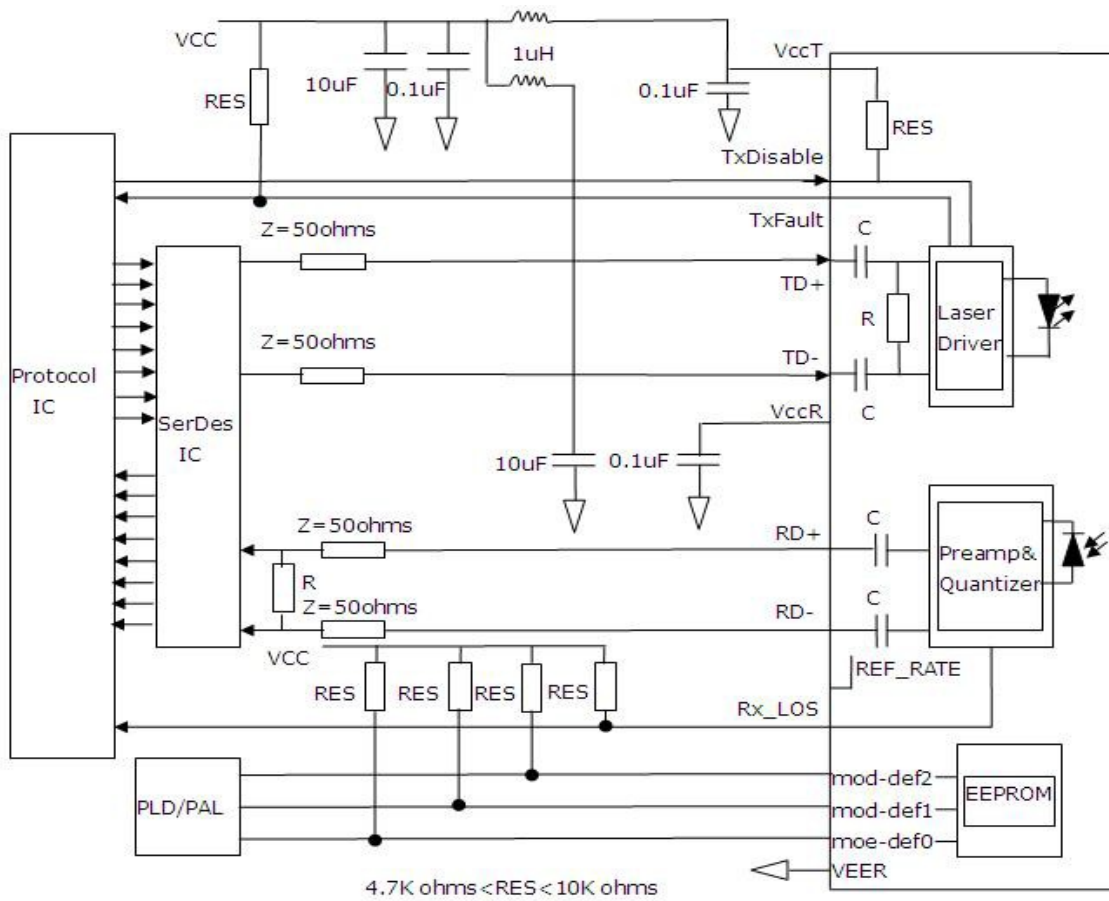 VCC
1uH
VccT
10uF
0.1uF
0.1uF
RES
RES
TxDisable
TxFault
Z=50ohms
C
TD+
R
Laser
Driver
Z=50ohms
TD-
C
Protocol
IC
SerDes
IC
VccR
10uF
0.1uF
Z=50ohms
RD+
C
Preamp&
Quantizer
R
Z=50ohms
RD-
C
VCC
REF_RATE
RES
RES
RES
RES
Rx_LOS
PLD/PAL
mod-def2
mod-def1
moe-def0
EEPROM
VEER
4.7K ohms<RES<10K ohms